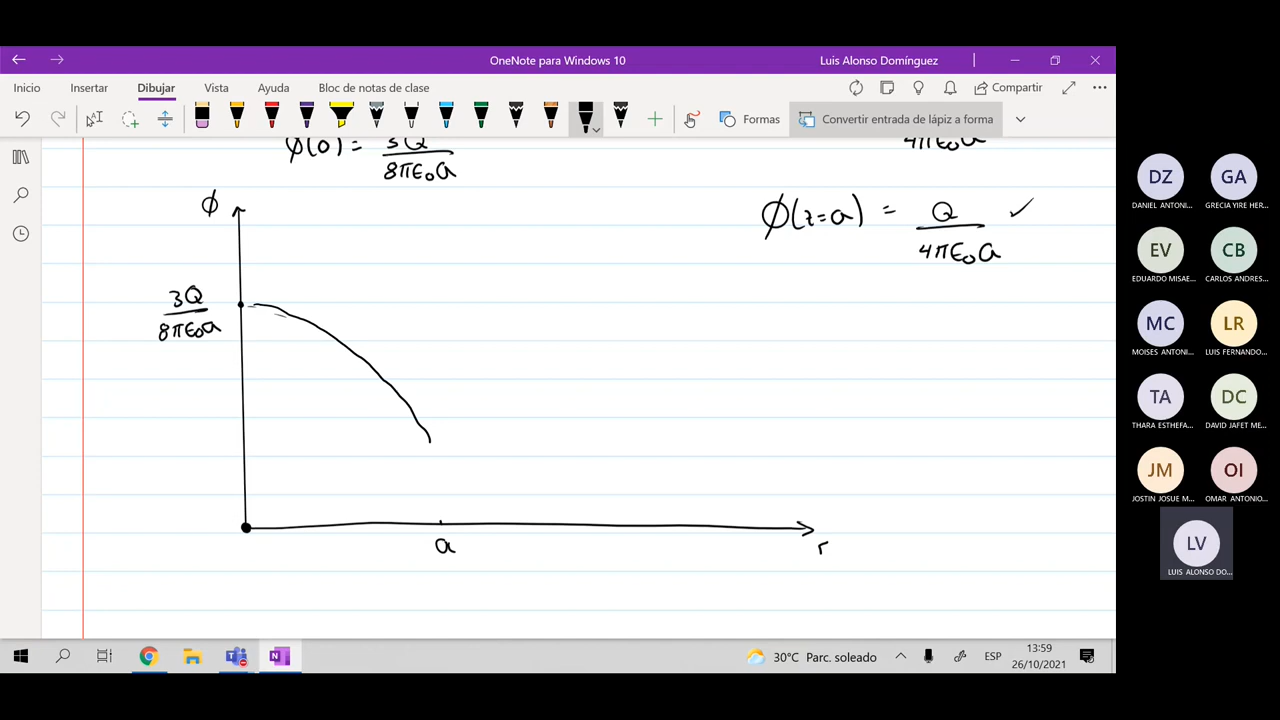 OneNote para Windows 10
Luis Alonso Domínguez
Inicio Insertar Dibujar Vista Ayuda Bloc de notas de clase
Compartir
Formas
Convertir entrada de lápiz a forma
ϕ(0) = 3Q/8πϵ₀a
4πϵ₀a
ϕ
ϕ(r=a) = Q/4πϵ₀a ✓
3Q/8πϵ₀a
a
r
DZ
DANIEL ANTONI...
GA
GRECIA YIRE HER...
EV
EDUARDO MISAE...
CB
CARLOS ANDRES...
MC
MOISES ANTONI...
LR
LUIS FERNANDO...
TA
THARA ESTHEFA...
DC
DAVID JAFET ME...
JM
JOSTIN JOSUE M...
OI
OMAR ANTONIO...
LV
LUIS ALONSO DO...
30°C Parc. soleado
ESP
13:59
26/10/2021